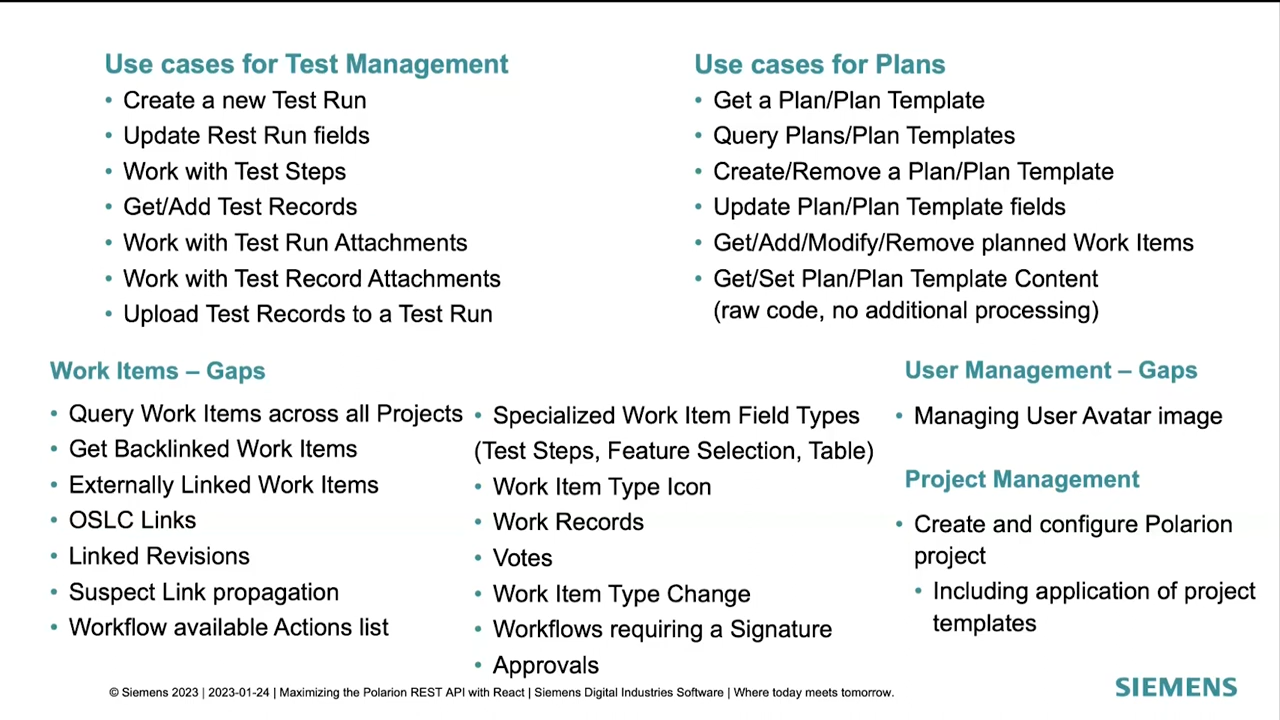 Use cases for Test Management
• Create a new Test Run
• Update Rest Run fields
• Work with Test Steps
• Get/Add Test Records
• Work with Test Run Attachments
• Work with Test Record Attachments
• Upload Test Records to a Test Run
Use cases for Plans
• Get a Plan/Plan Template
• Query Plans/Plan Templates
• Create/Remove a Plan/Plan Template
• Update Plan/Plan Template fields
• Get/Add/Modify/Remove planned Work Items
• Get/Set Plan/Plan Template Content
(raw code, no additional processing)
Work Items – Gaps
• Query Work Items across all Projects
• Get Backlinked Work Items
• Externally Linked Work Items
• OSLC Links
• Linked Revisions
• Suspect Link propagation
• Workflow available Actions list
• Specialized Work Item Field Types
(Test Steps, Feature Selection, Table)
• Work Item Type Icon
• Work Records
• Votes
• Work Item Type Change
• Workflows requiring a Signature
• Approvals
User Management – Gaps
• Managing User Avatar image
Project Management
• Create and configure Polarion
project
• Including application of project
templates
© Siemens 2023 | 2023-01-24 | Maximizing the Polarion REST API with React | Siemens Digital Industries Software | Where today meets tomorrow.
SIEMENS